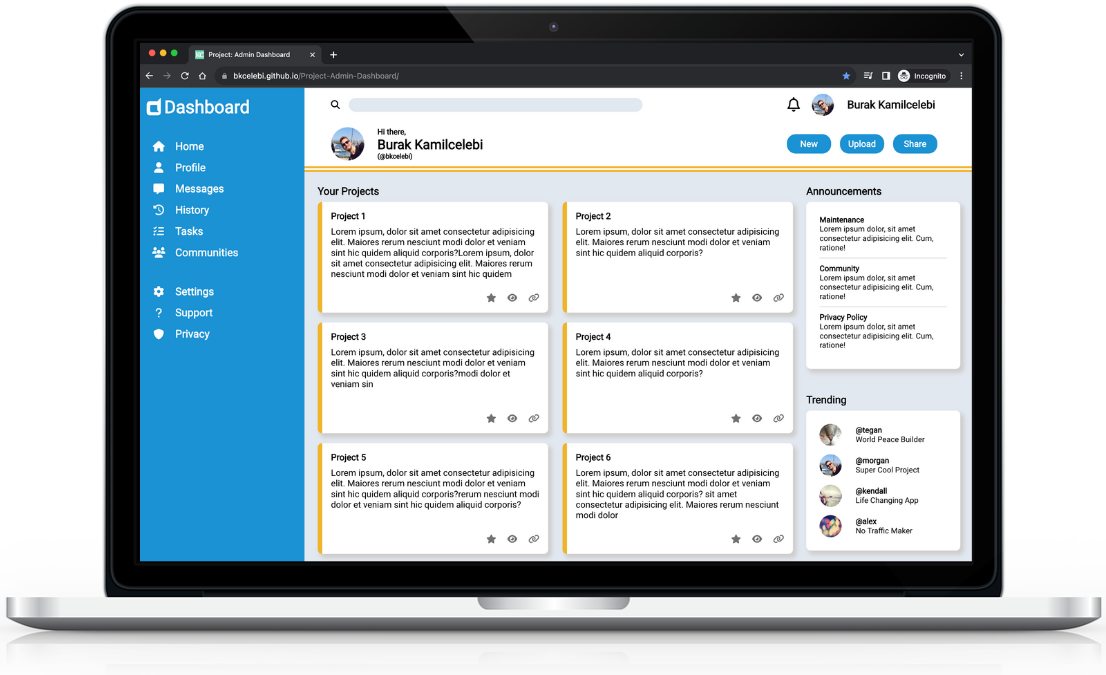 Project: Admin Dashboard
bkcelebi.github.io/Project-Admin-Dashboard/
Incognito
Dashboard
Home
Profile
Messages
History
Tasks
Communities
Settings
Support
Privacy
Burak Kamilcelebi
Hi there,
Burak Kamilcelebi
(@bkcelebi)
New
Upload
Share
Your Projects
Project 1
Lorem ipsum, dolor sit amet consectetur adipisicing
elit. Maiores rerum nesciunt modi dolor et veniam
sint hic quidem aliquid corporis?Lorem ipsum, dolor
sit amet consectetur adipisicing elit. Maiores rerum
nesciunt modi dolor et veniam sint hic quidem
Project 2
Lorem ipsum, dolor sit amet consectetur adipisicing
elit. Maiores rerum nesciunt modi dolor et veniam
sint hic quidem aliquid corporis?
Project 3
Lorem ipsum, dolor sit amet consectetur adipisicing
elit. Maiores rerum nesciunt modi dolor et veniam
sint hic quidem aliquid corporis?modi dolor et
veniam sin
Project 4
Lorem ipsum, dolor sit amet consectetur adipisicing
elit. Maiores rerum nesciunt modi dolor et veniam
sint hic quidem aliquid corporis?
Project 5
Lorem ipsum, dolor sit amet consectetur adipisicing
elit. Maiores rerum nesciunt modi dolor et veniam
sint hic quidem aliquid corporis?rerum nesciunt modi
dolor et veniam sint hic quidem aliquid corporis?
Project 6
Lorem ipsum, dolor sit amet consectetur adipisicing
elit. Maiores rerum nesciunt modi dolor et veniam
sint hic quidem aliquid corporis? sit amet
consectetur adipisicing elit. Maiores rerum nesciunt
modi dolor
Announcements
Maintenance
Lorem ipsum dolor, sit amet
consectetur adipisicing elit. Cum,
ratione!
Community
Lorem ipsum dolor, sit amet
consectetur adipisicing elit. Cum,
ratione!
Privacy Policy
Lorem ipsum dolor, sit amet
consectetur adipisicing elit. Cum,
ratione!
Trending
@tegan
World Peace Builder
@morgan
Super Cool Project
@kendall
Life Changing App
@alex
No Traffic Maker